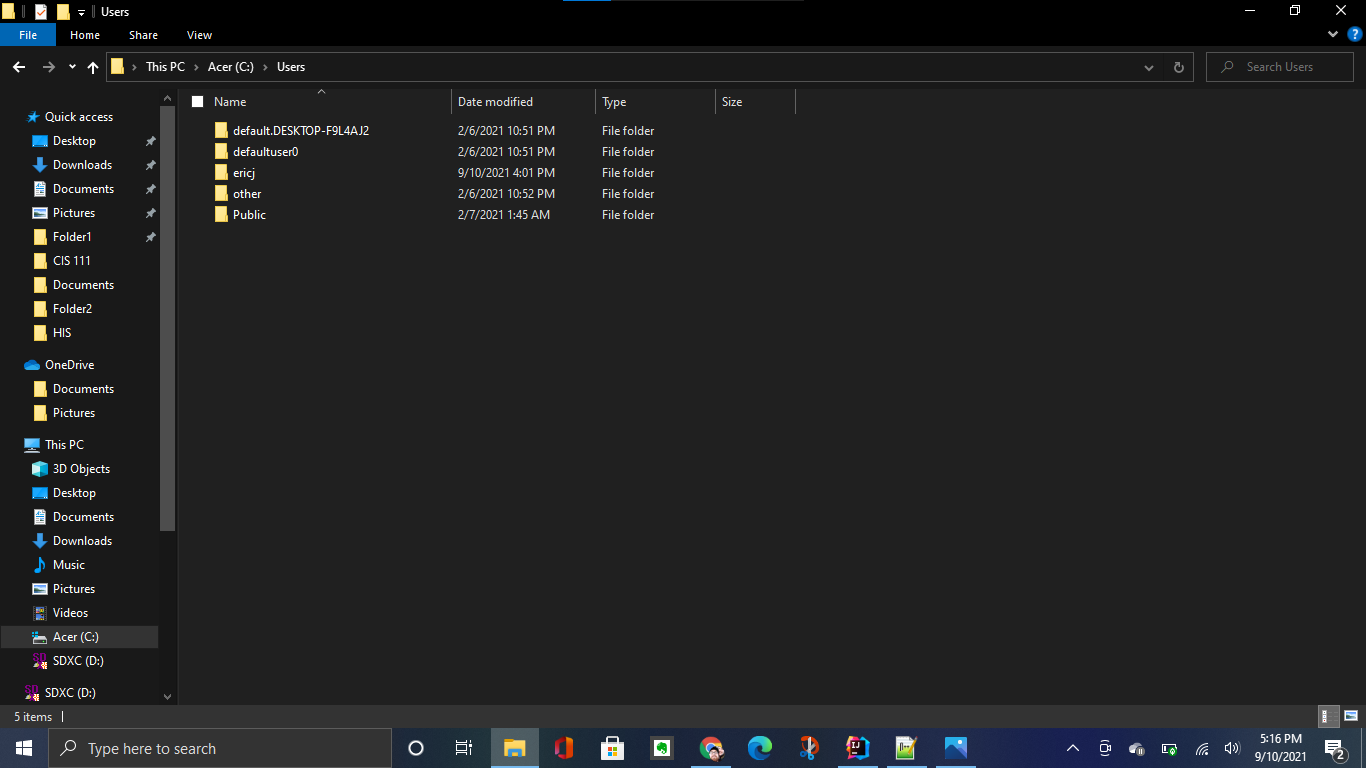 Users
File Home Share View
This PC Acer (C:) Users
Search Users
Name Date modified Type Size
default.DESKTOP-F9L4AJ2 2/6/2021 10:51 PM File folder
defaultuser0 2/6/2021 10:51 PM File folder
ericj 9/10/2021 4:01 PM File folder
other 2/6/2021 10:52 PM File folder
Public 2/7/2021 1:45 AM File folder
Quick access
Desktop
Downloads
Documents
Pictures
Folder1
CIS 111
Documents
Folder2
HIS
OneDrive
Documents
Pictures
This PC
3D Objects
Desktop
Documents
Downloads
Music
Pictures
Videos
Acer (C:)
SDXC (D:)
SDXC (D:)
5 items
Type here to search
5:16 PM
9/10/2021
2